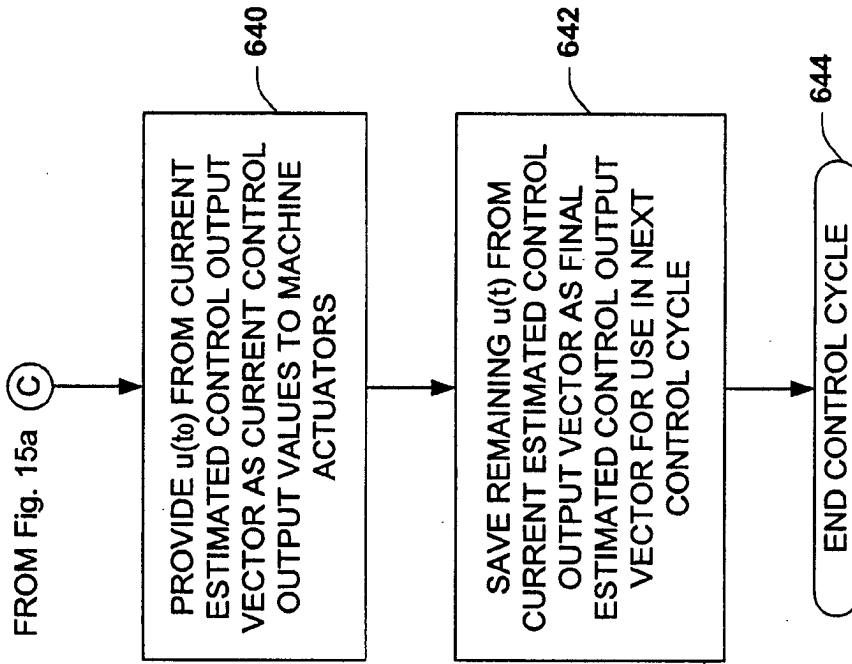 FROM Fig. 15a C
PROVIDE u(t0) FROM CURRENT
ESTIMATED CONTROL OUTPUT
VECTOR AS CURRENT CONTROL
OUTPUT VALUES TO MACHINE
ACTUATORS
640
SAVE REMAINING u(t) FROM
CURRENT ESTIMATED CONTROL
OUTPUT VECTOR AS FINAL
ESTIMATED CONTROL OUTPUT
VECTOR FOR USE IN NEXT
CONTROL CYCLE
642
END CONTROL CYCLE
644